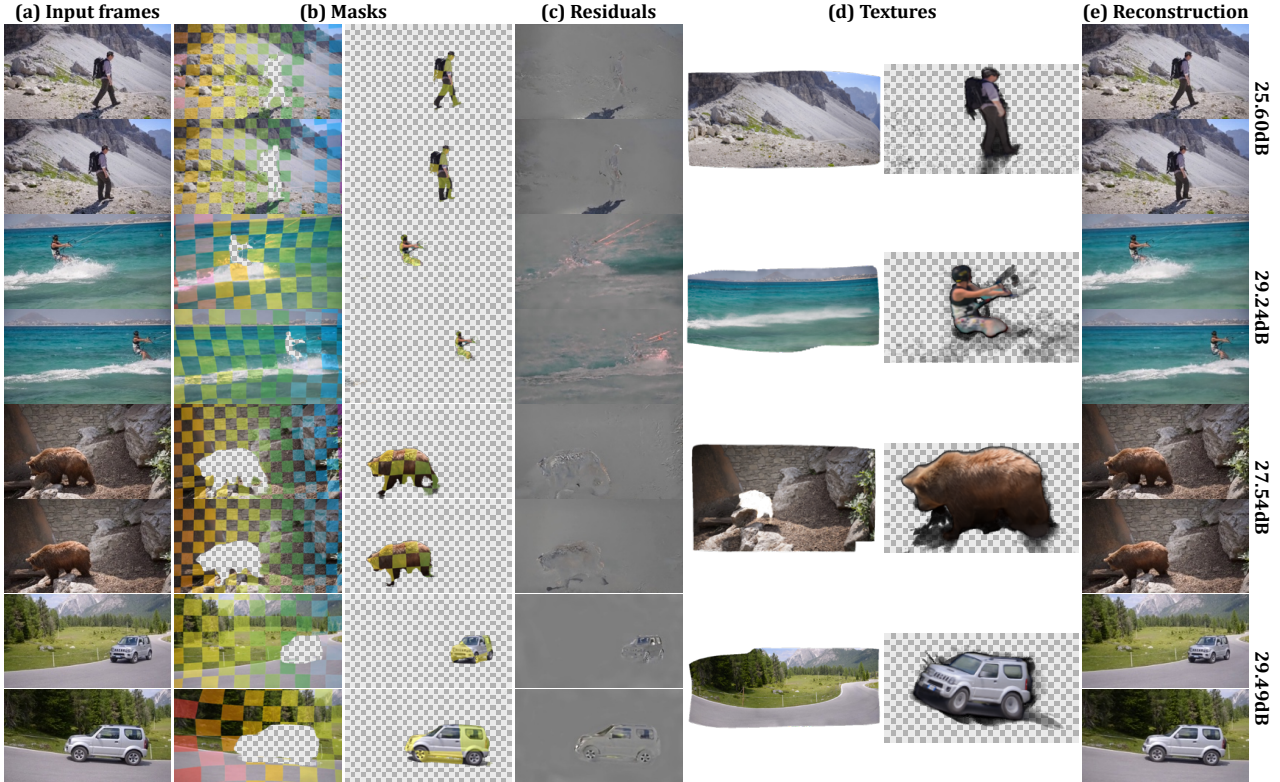 (a) Input frames
(b) Masks
(c) Residuals
(d) Textures
(e) Reconstruction
25.60dB
29.24dB
27.54dB
29.49dB